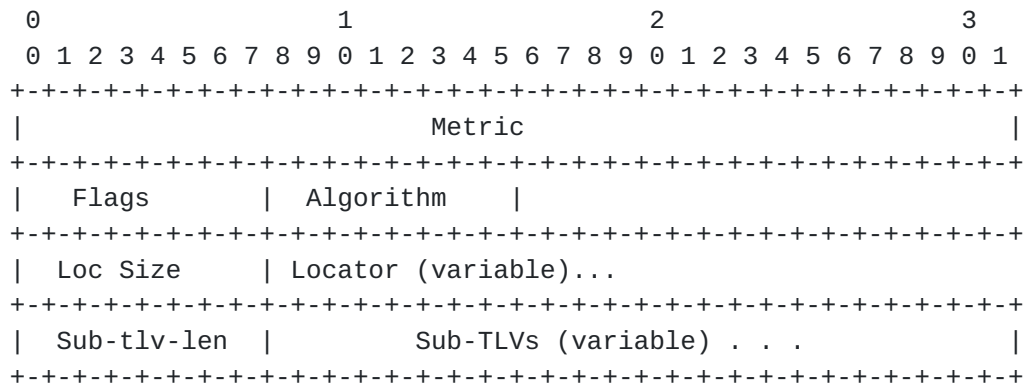 0                   1                   2                   3
 0 1 2 3 4 5 6 7 8 9 0 1 2 3 4 5 6 7 8 9 0 1 2 3 4 5 6 7 8 9 0 1
+-+-+-+-+-+-+-+-+-+-+-+-+-+-+-+-+-+-+-+-+-+-+-+-+-+-+-+-+-+-+-+-+
|                          Metric                               |
+-+-+-+-+-+-+-+-+-+-+-+-+-+-+-+-+-+-+-+-+-+-+-+-+-+-+-+-+-+-+-+-+
|   Flags       |  Algorithm    |
+-+-+-+-+-+-+-+-+-+-+-+-+-+-+-+-+-+-+-+-+-+-+-+-+-+-+-+-+-+-+-+-+
|  Loc Size     | Locator (variable)...
+-+-+-+-+-+-+-+-+-+-+-+-+-+-+-+-+-+-+-+-+-+-+-+-+-+-+-+-+-+-+-+-+
|  Sub-tlv-len  |         Sub-TLVs (variable) . . .             |
+-+-+-+-+-+-+-+-+-+-+-+-+-+-+-+-+-+-+-+-+-+-+-+-+-+-+-+-+-+-+-+-+